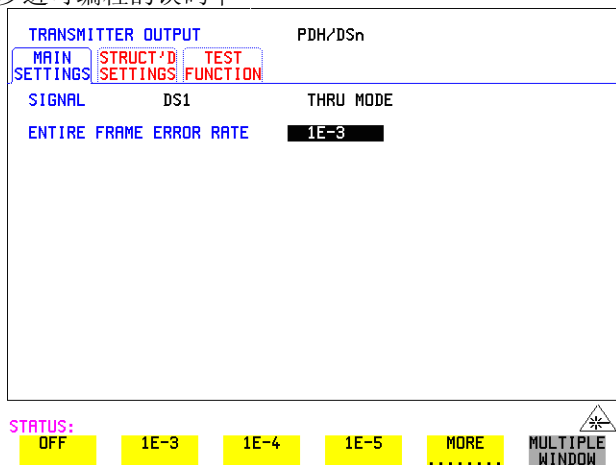 TRANSMITTER OUTPUT PDH/DSn
MAIN SETTINGS STRUCT'D SETTINGS TEST FUNCTION
SIGNAL DS1 THRU MODE
ENTIRE FRAME ERROR RATE 1E-3
STATUS:
OFF 1E-3 1E-4 1E-5 MORE ........ MULTIPLE WINDOW